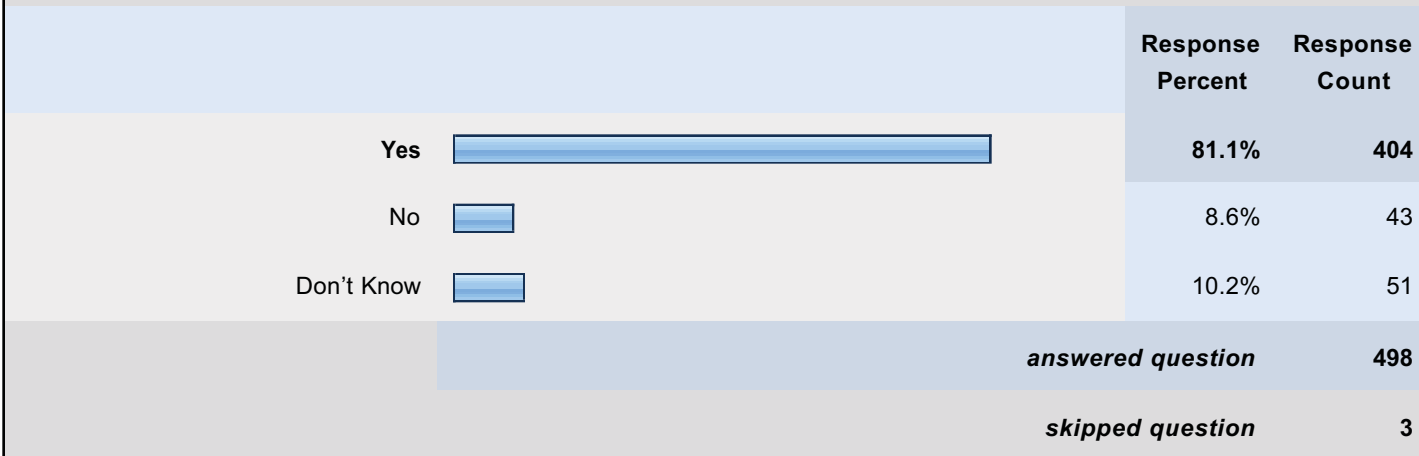 Response Percent Response Count
Yes 81.1% 404
No 8.6% 43
Don’t Know 10.2% 51
answered question 498
skipped question 3